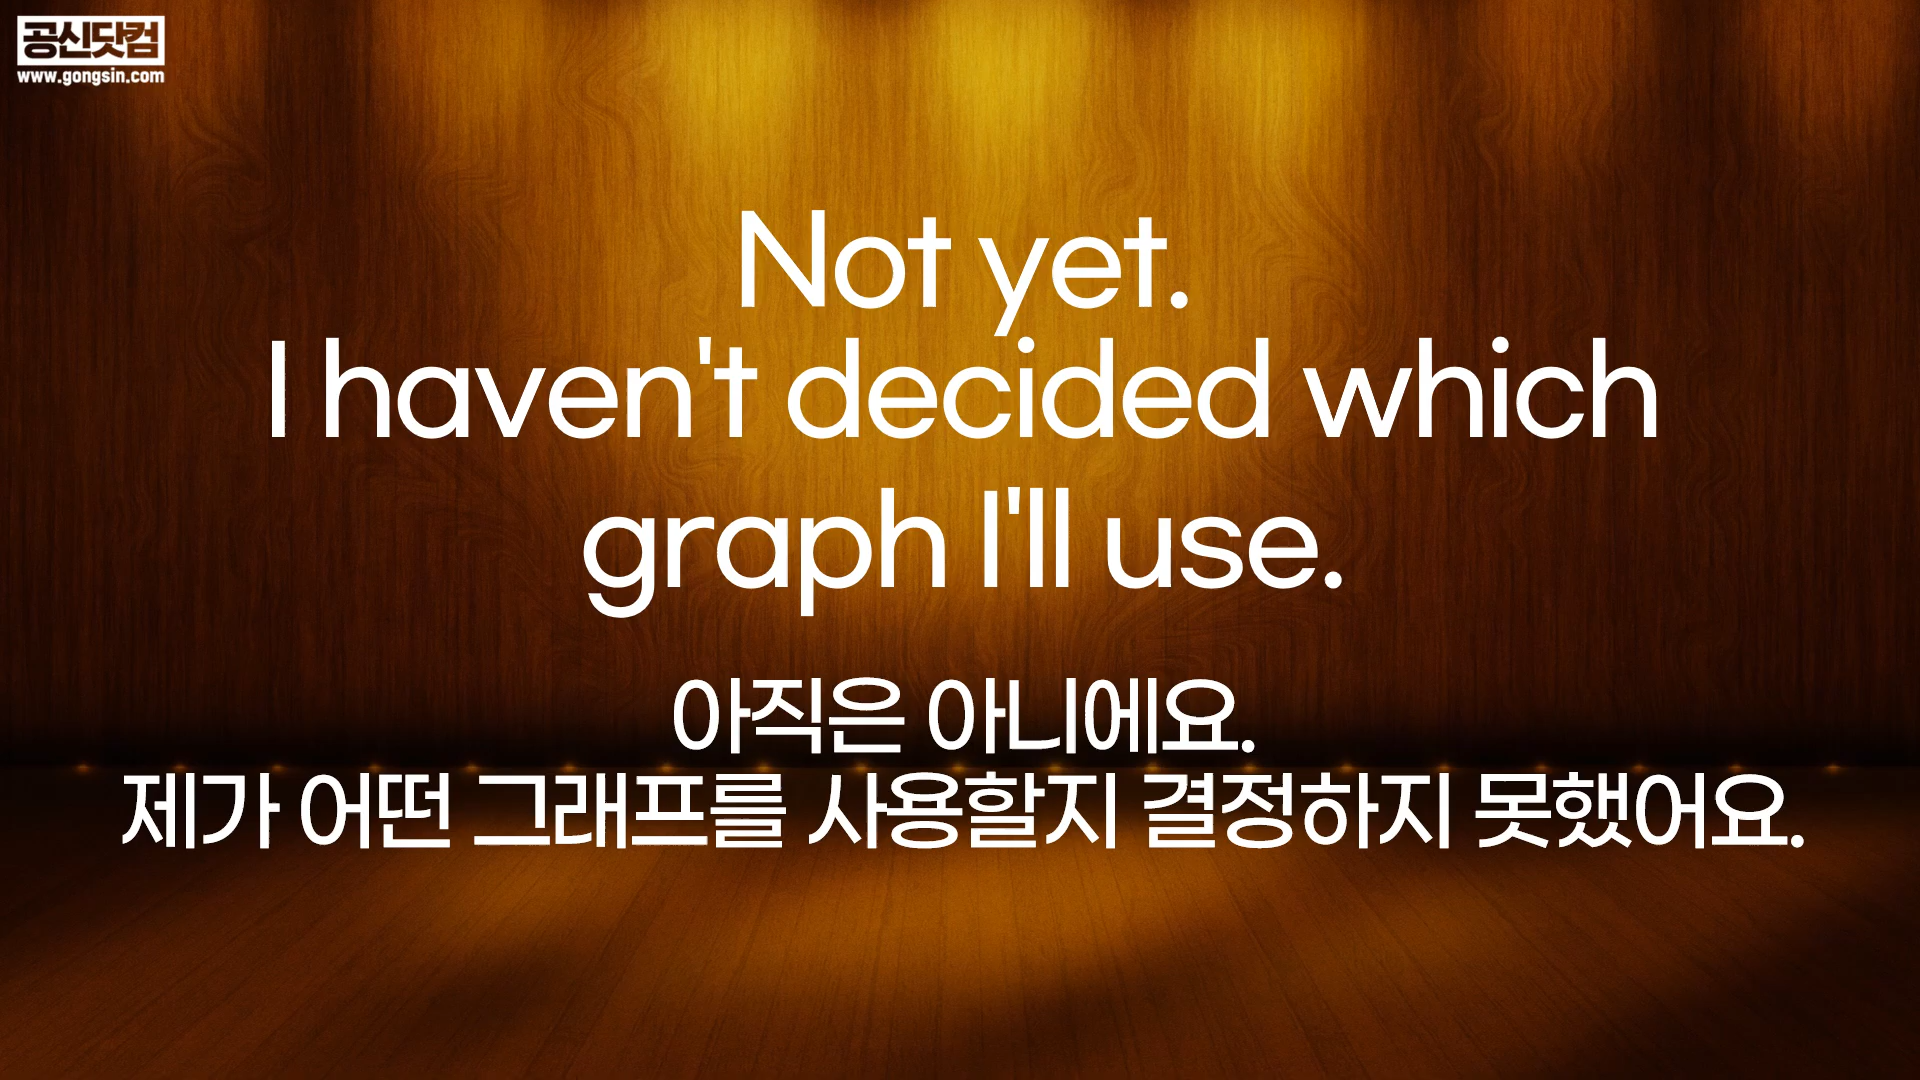 공신닷컴
www.gongsin.com
Not yet.
I haven't decided which
graph I'll use.
아직은 아니에요.
제가 어떤 그래프를 사용할지 결정하지 못했어요.